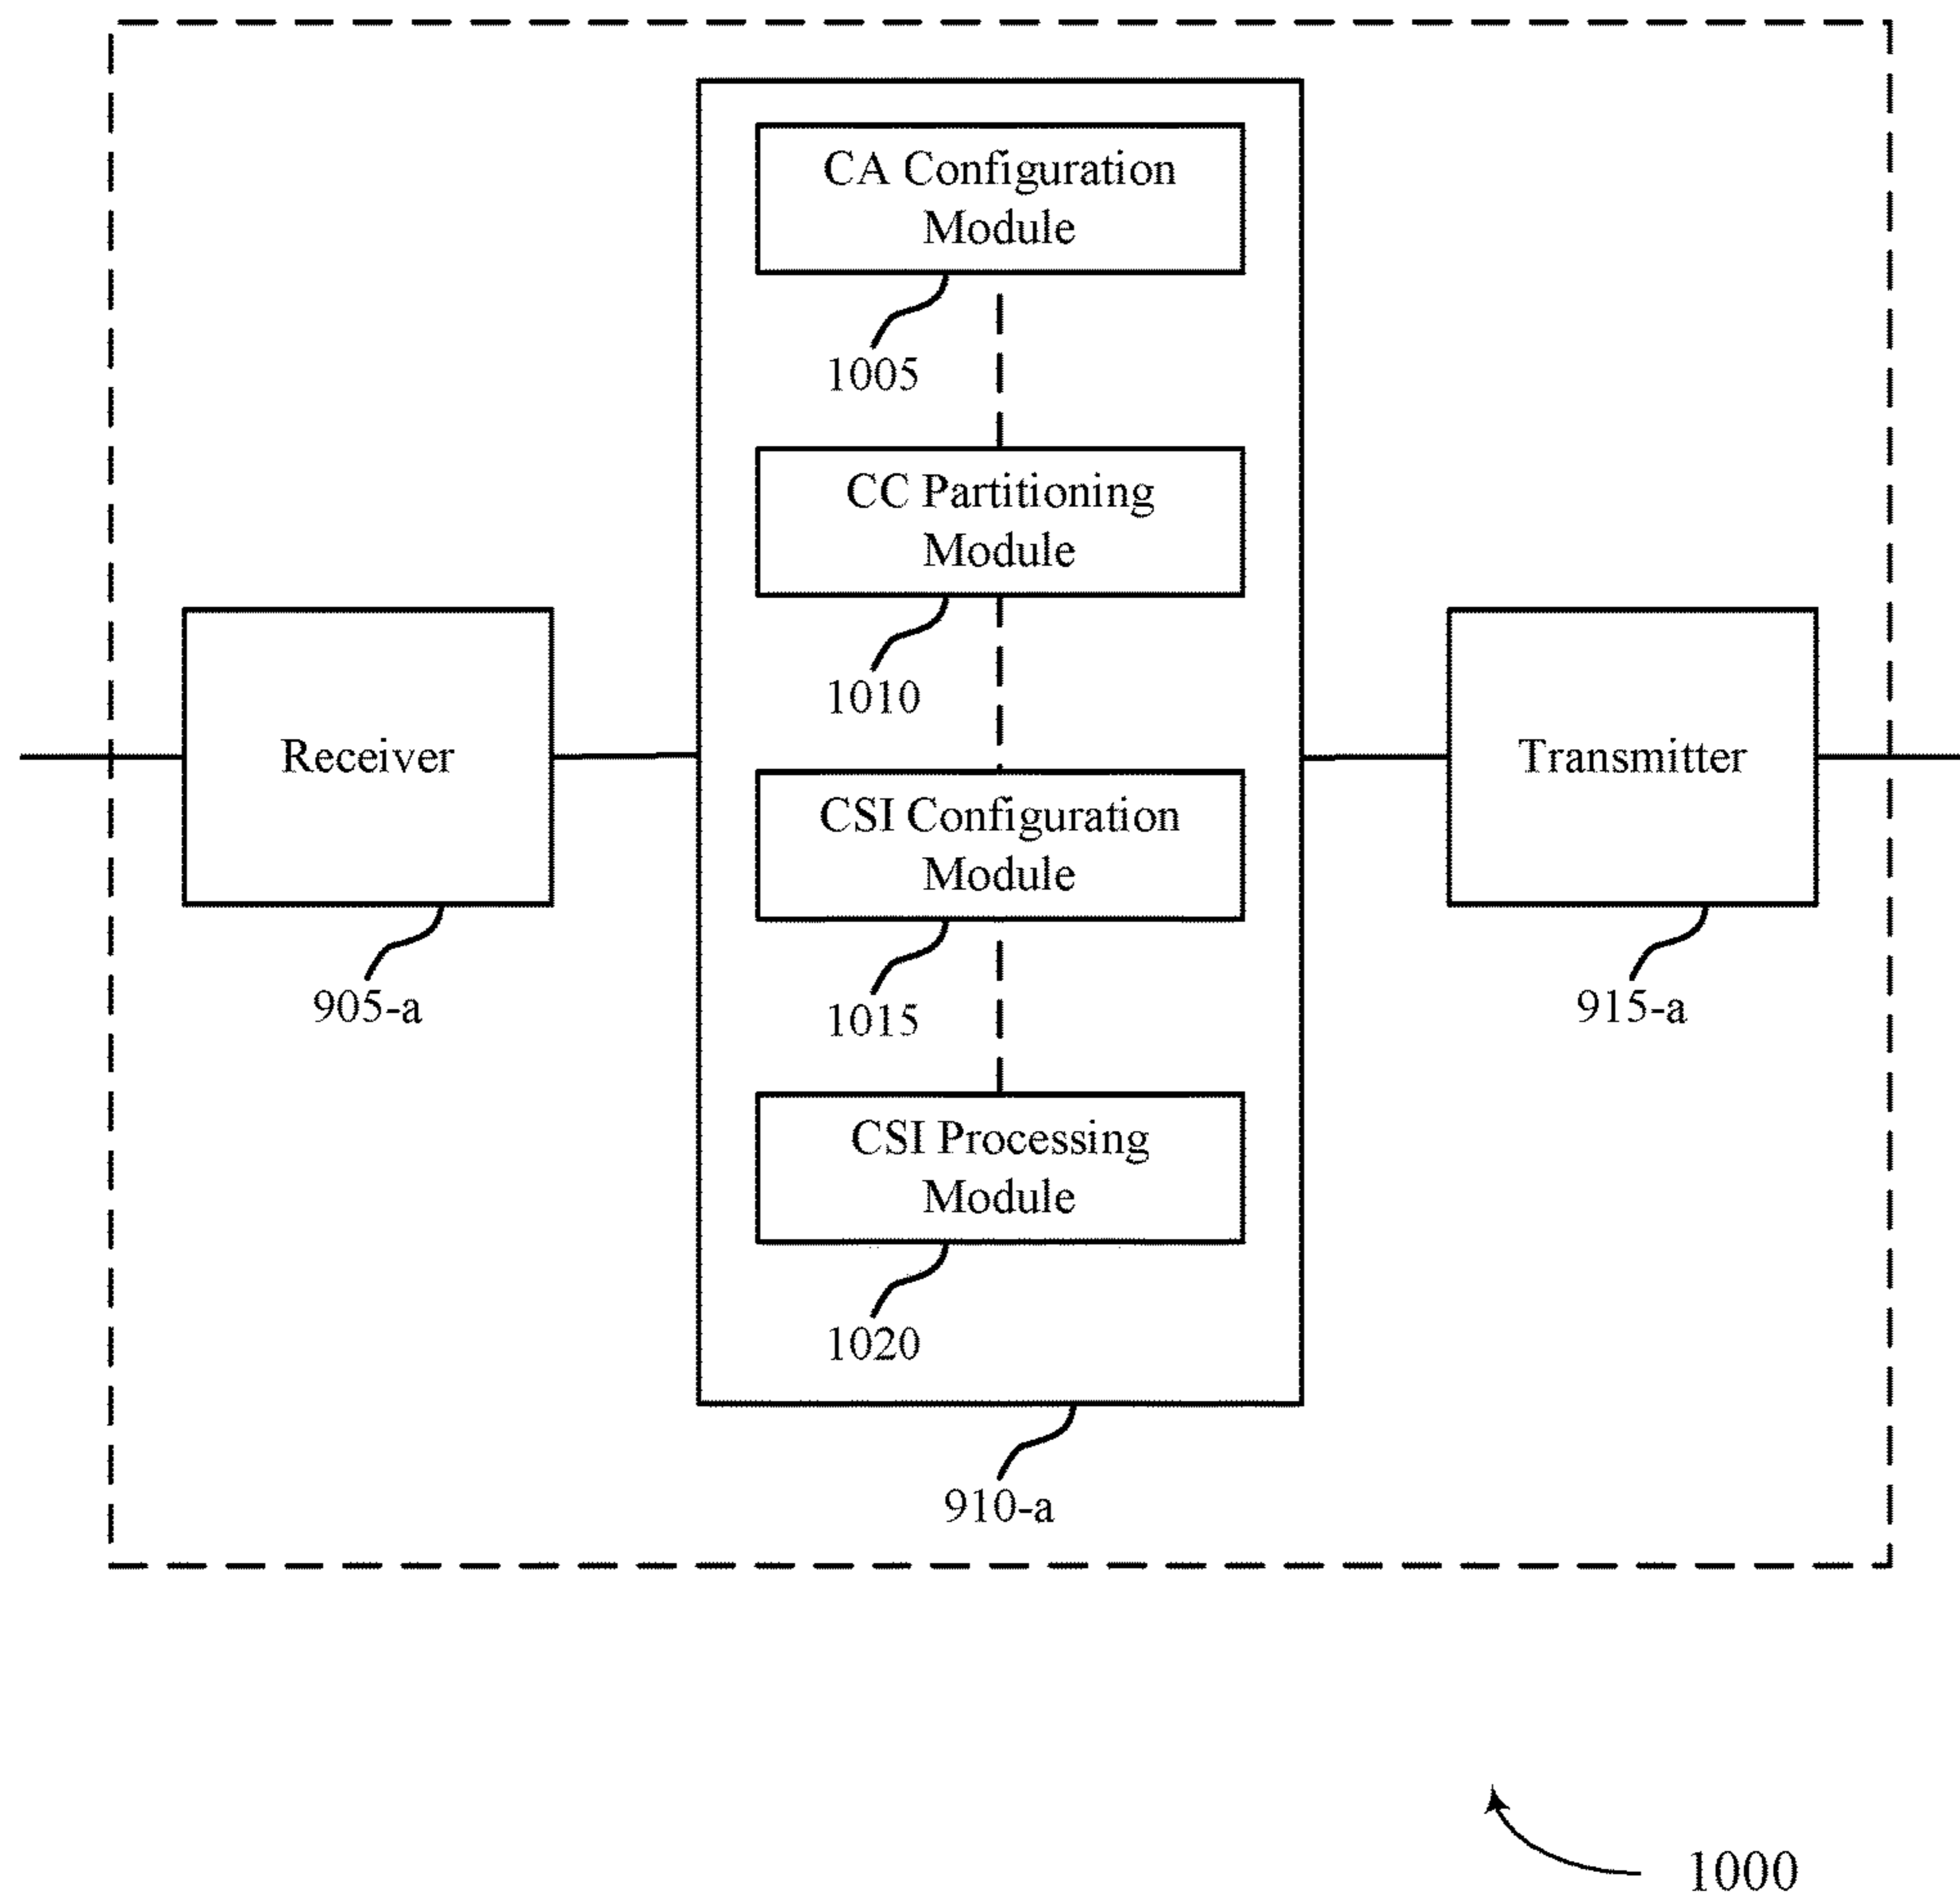 CA Configuration
Module
1005
CC Partitioning
Module
1010
Receiver
905-a
CSI Configuration
Module
1015
Transmitter
915-a
CSI Processing
Module
1020
910-a
1000